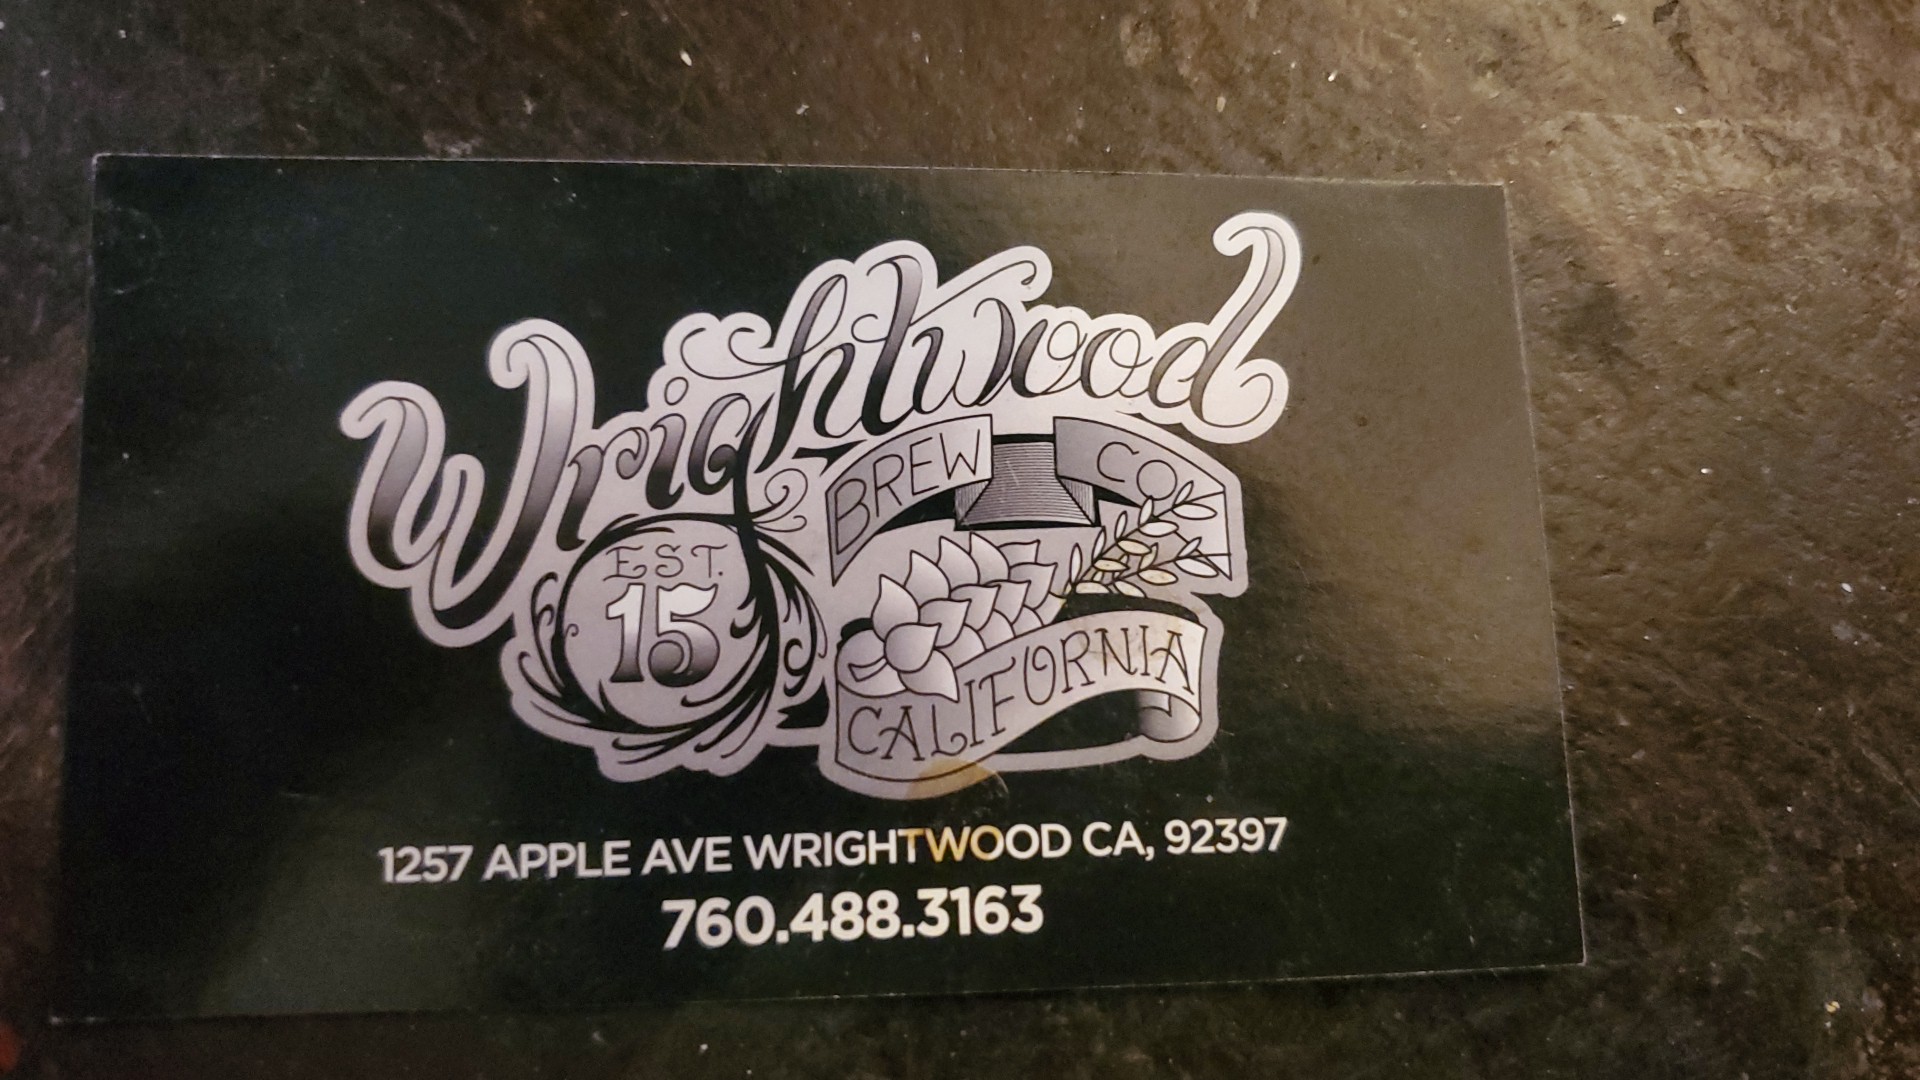 Wrightwood
BREW CO
EST.
15
CALIFORNIA
1257 APPLE AVE WRIGHTWOOD CA, 92397
760.488.3163